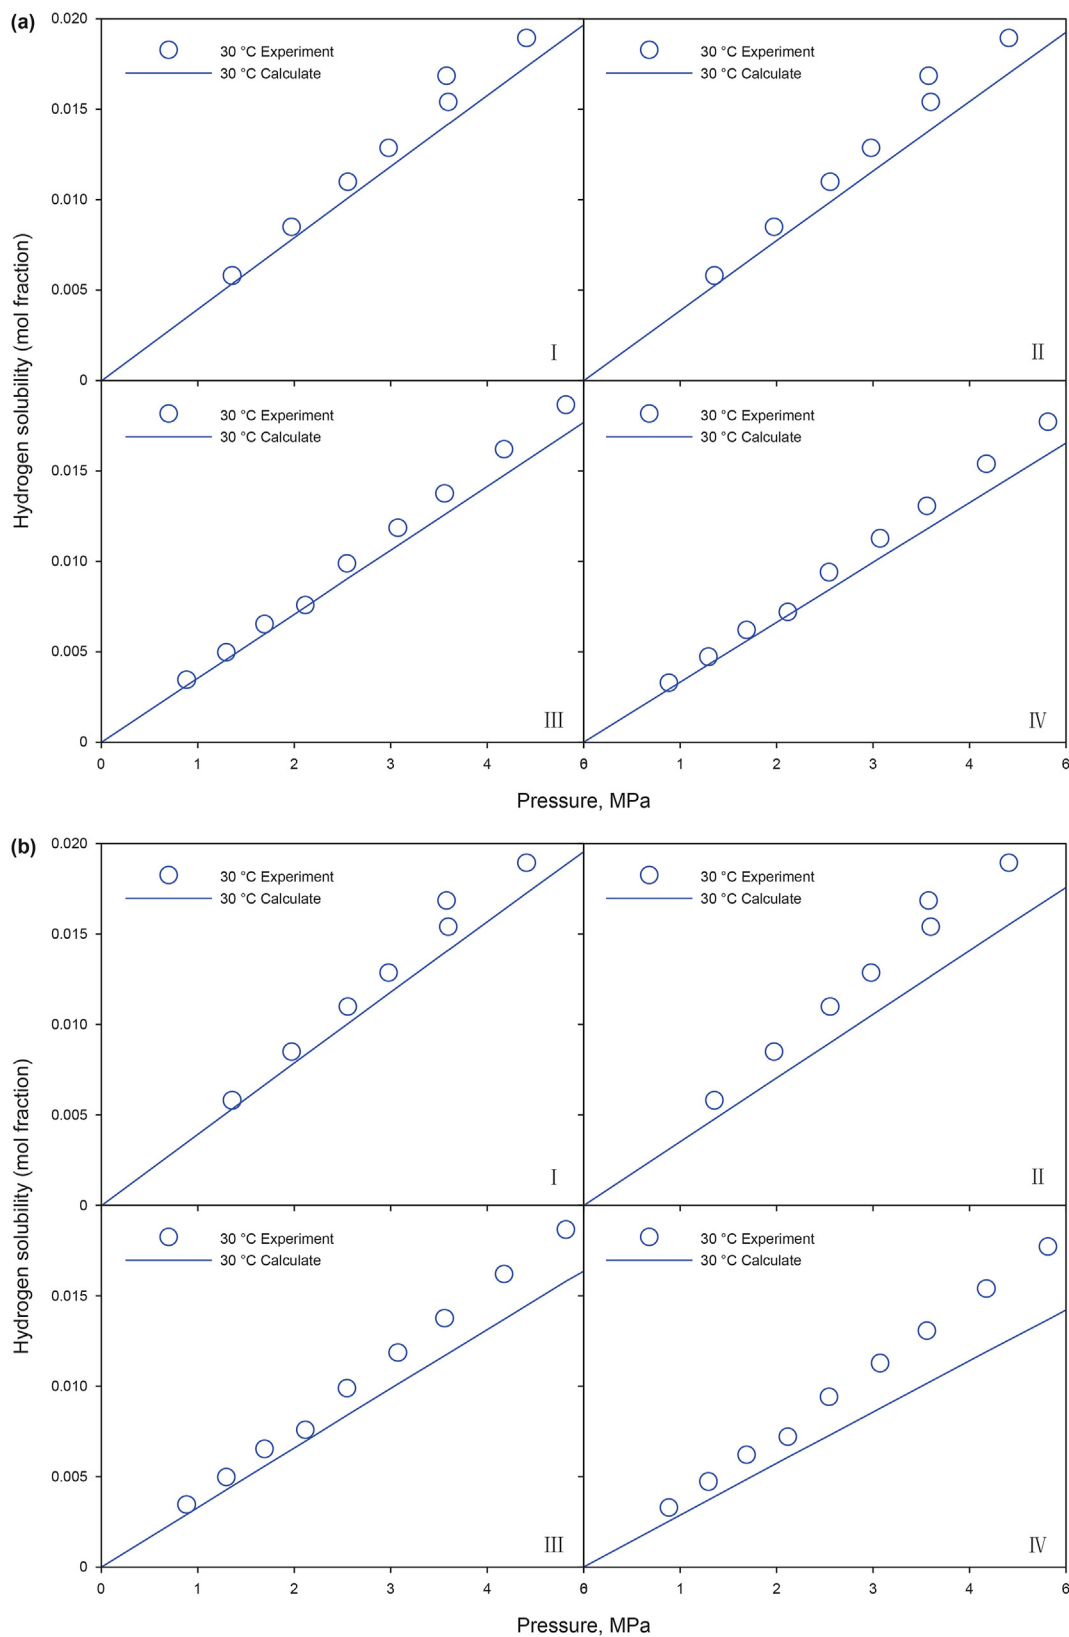 (a)
0.020
30 °C Experiment
30 °C Calculate
30 °C Experiment
30 °C Calculate
0.015
0.010
0.005
0
I
II
Hydrogen solubility (mol fraction)
30 °C Experiment
30 °C Calculate
30 °C Experiment
30 °C Calculate
0.015
0.010
0.005
0
III
IV
0 1 2 3 4 6 1 2 3 4 6
Pressure, MPa
(b)
0.020
30 °C Experiment
30 °C Calculate
30 °C Experiment
30 °C Calculate
0.015
0.010
0.005
0
I
II
Hydrogen solubility (mol fraction)
30 °C Experiment
30 °C Calculate
30 °C Experiment
30 °C Calculate
0.015
0.010
0.005
0
III
IV
0 1 2 3 4 6 1 2 3 4 6
Pressure, MPa